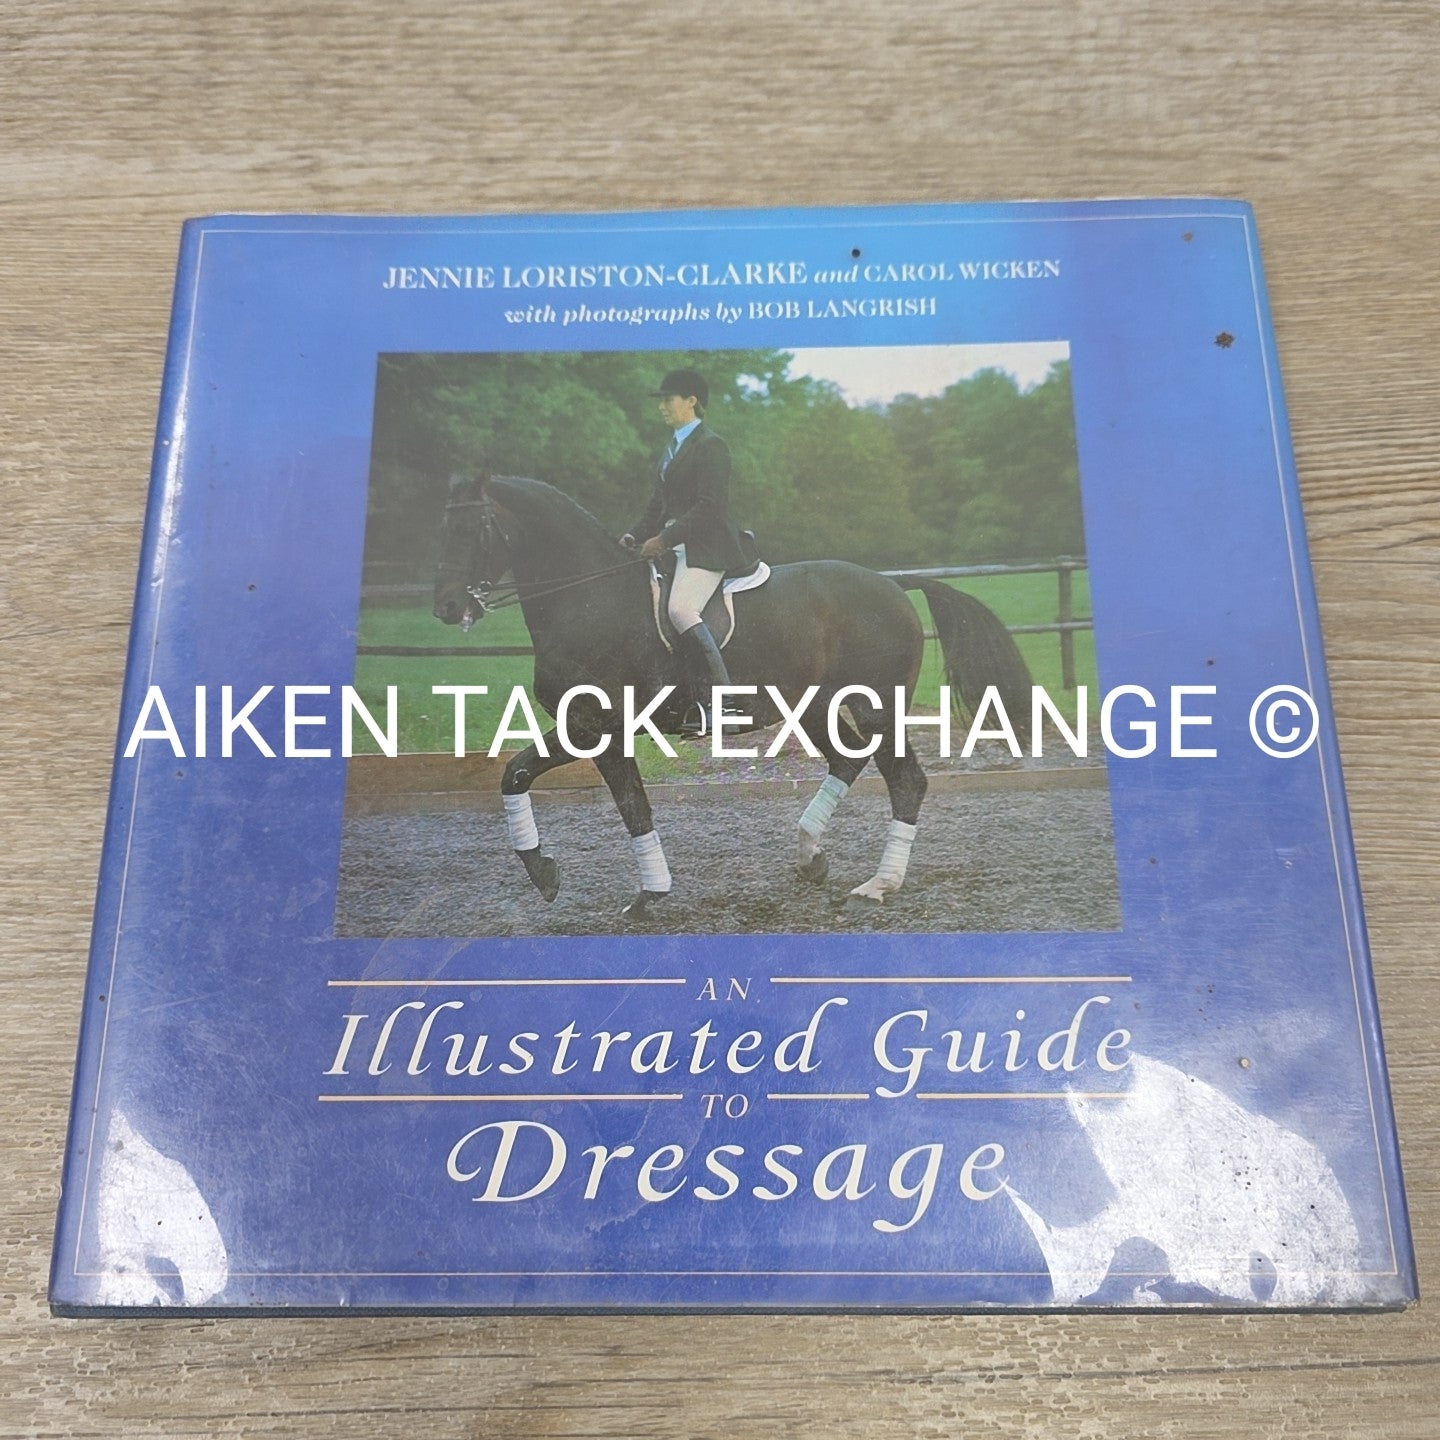 JENNIE LORISTON-CLARKE and CAROL WICKEN
with photographs by BOB LANGRISH
AIKEN TACK EXCHANGE ©
AN
Illustrated Guide
TO
Dressage